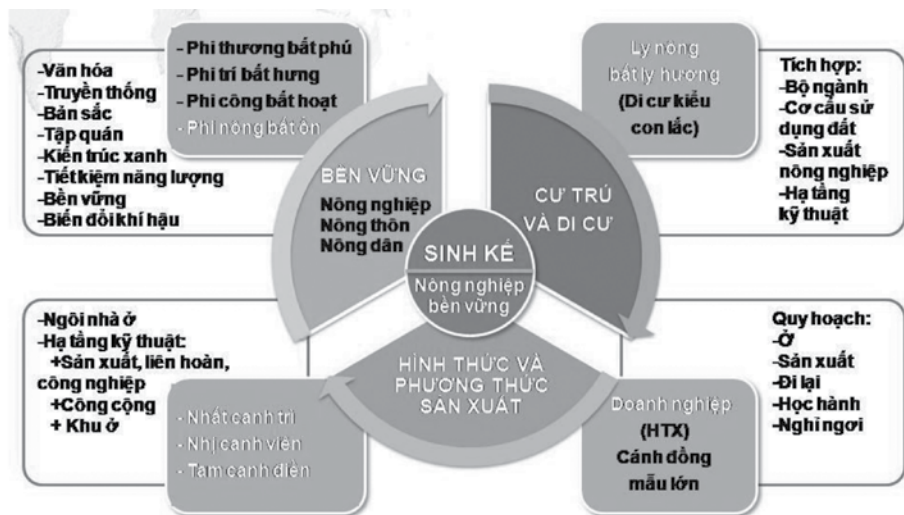 -Văn hóa
-Truyền thống
-Bản sắc
-Tập quán
-Kiến trúc xanh
-Tiết kiệm năng lượng
-Bền vững
-Biến đổi khí hậu
- Phi thương bất phú
- Phi trí bất hưng
- Phi công bất hoạt
- Phi nông bất ổn
Ly nông
bất ly hương
(Di cư kiểu
con lắc)
Tích hợp:
-Bộ ngành
-Cơ cấu sử
dụng đất
-Sản xuất
nông nghiệp
-Hạ tầng
kỹ thuật
BỀN VỮNG
Nông nghiệp
Nông thôn
Nông dân
CƯ TRÚ
VÀ DI CƯ
SINH KẾ
Nông nghiệp
bền vững
HÌNH THỨC VÀ
PHƯƠNG THỨC
SẢN XUẤT
-Ngôi nhà ở
-Hạ tầng kỹ thuật:
+Sản xuất, liên hoàn,
công nghiệp
+Công cộng
+ Khu ở
- Nhất canh trì
- Nhị canh viên
- Tam canh điền
Doanh nghiệp
(HTX)
Cánh đồng
mẫu lớn
Quy hoạch:
-Ở
-Sản xuất
-Đi lại
-Học hành
-Nghỉ ngơi